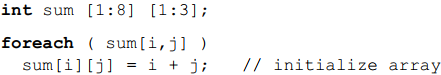 int sum [1:8] [1:3];
foreach ( sum[i,j] )
sum[i][j] = i + j; // initialize array